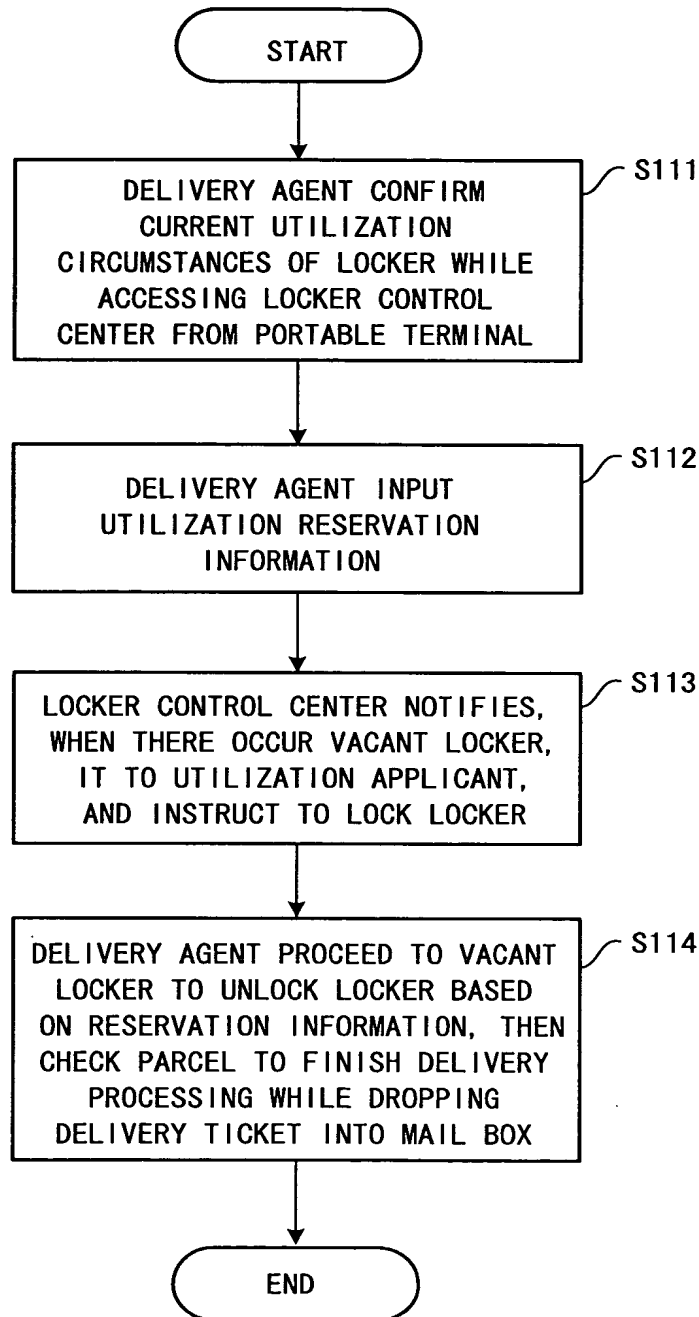 START
S111
DELIVERY AGENT CONFIRM
CURRENT UTILIZATION
CIRCUMSTANCES OF LOCKER WHILE
ACCESSING LOCKER CONTROL
CENTER FROM PORTABLE TERMINAL
S112
DELIVERY AGENT INPUT
UTILIZATION RESERVATION
INFORMATION
S113
LOCKER CONTROL CENTER NOTIFIES,
WHEN THERE OCCUR VACANT LOCKER,
IT TO UTILIZATION APPLICANT,
AND INSTRUCT TO LOCK LOCKER
S114
DELIVERY AGENT PROCEED TO VACANT
LOCKER TO UNLOCK LOCKER BASED
ON RESERVATION INFORMATION, THEN
CHECK PARCEL TO FINISH DELIVERY
PROCESSING WHILE DROPPING
DELIVERY TICKET INTO MAIL BOX
END